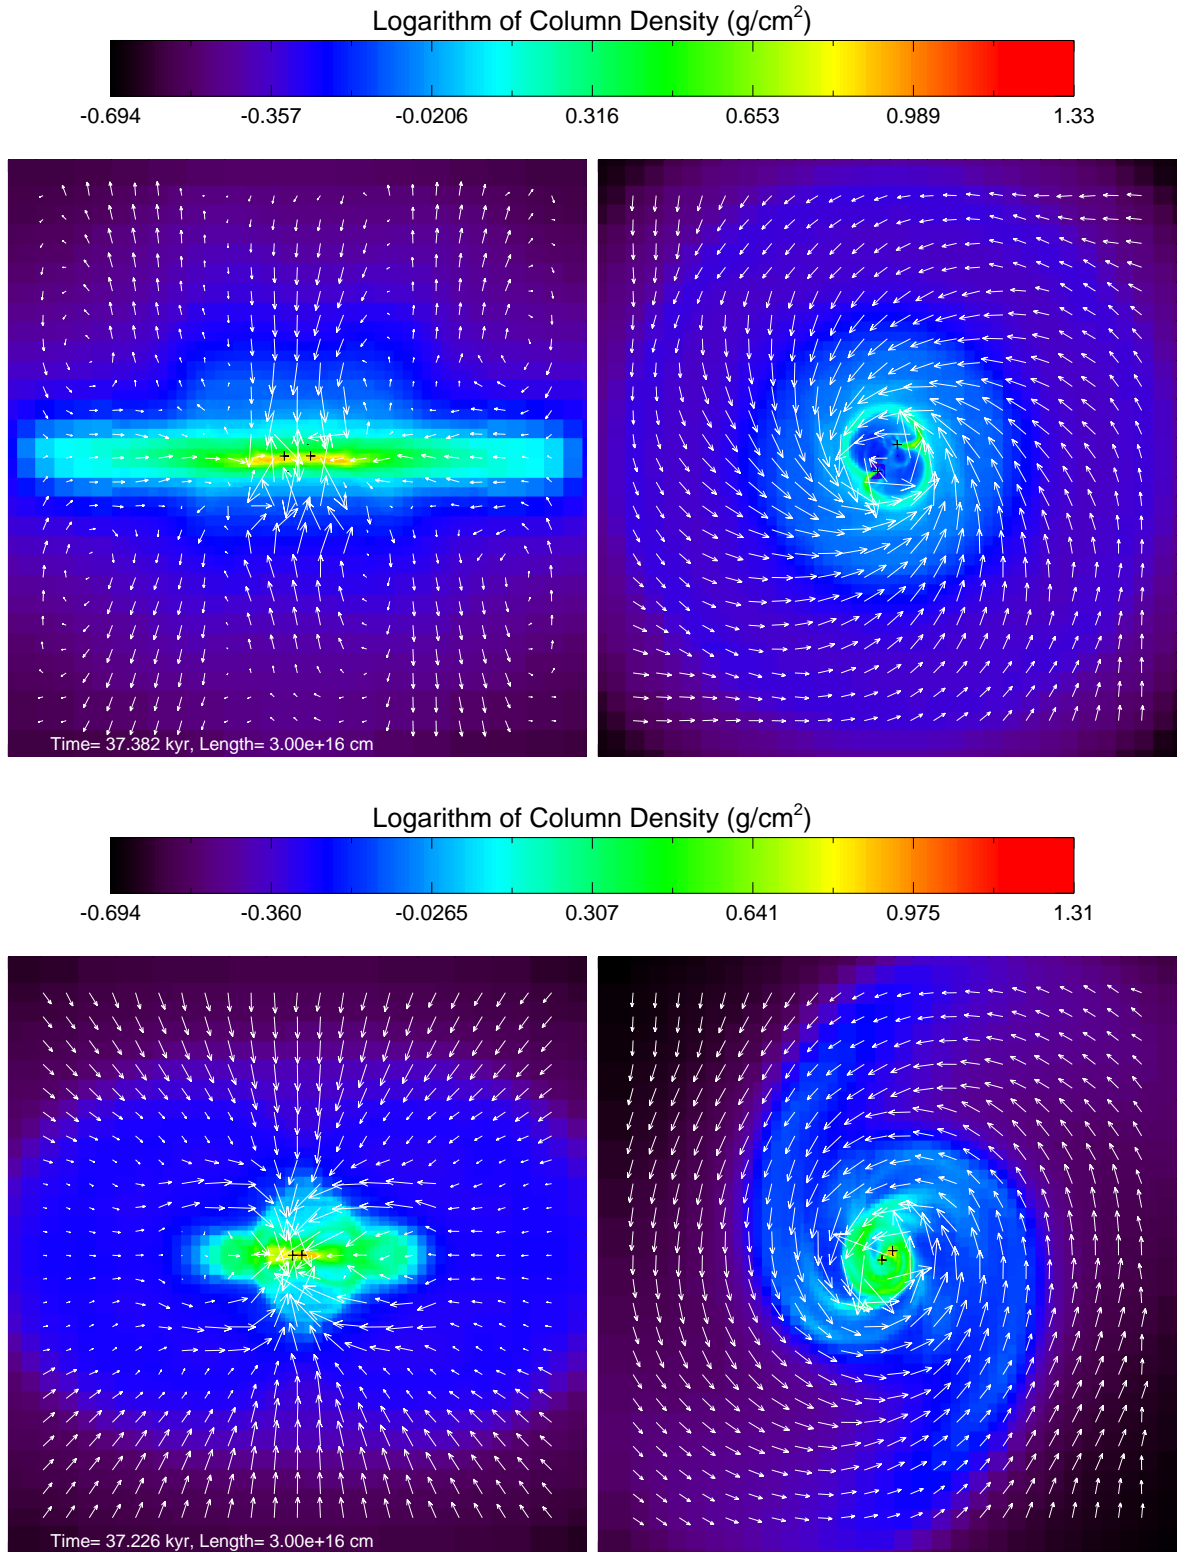 Logarithm of Column Density (g/cm²)
-0.694 -0.357 -0.0206 0.316 0.653 0.989 1.33
Time= 37.382 kyr, Length= 3.00e+16 cm
Logarithm of Column Density (g/cm²)
-0.694 -0.360 -0.0265 0.307 0.641 0.975 1.31
Time= 37.226 kyr, Length= 3.00e+16 cm